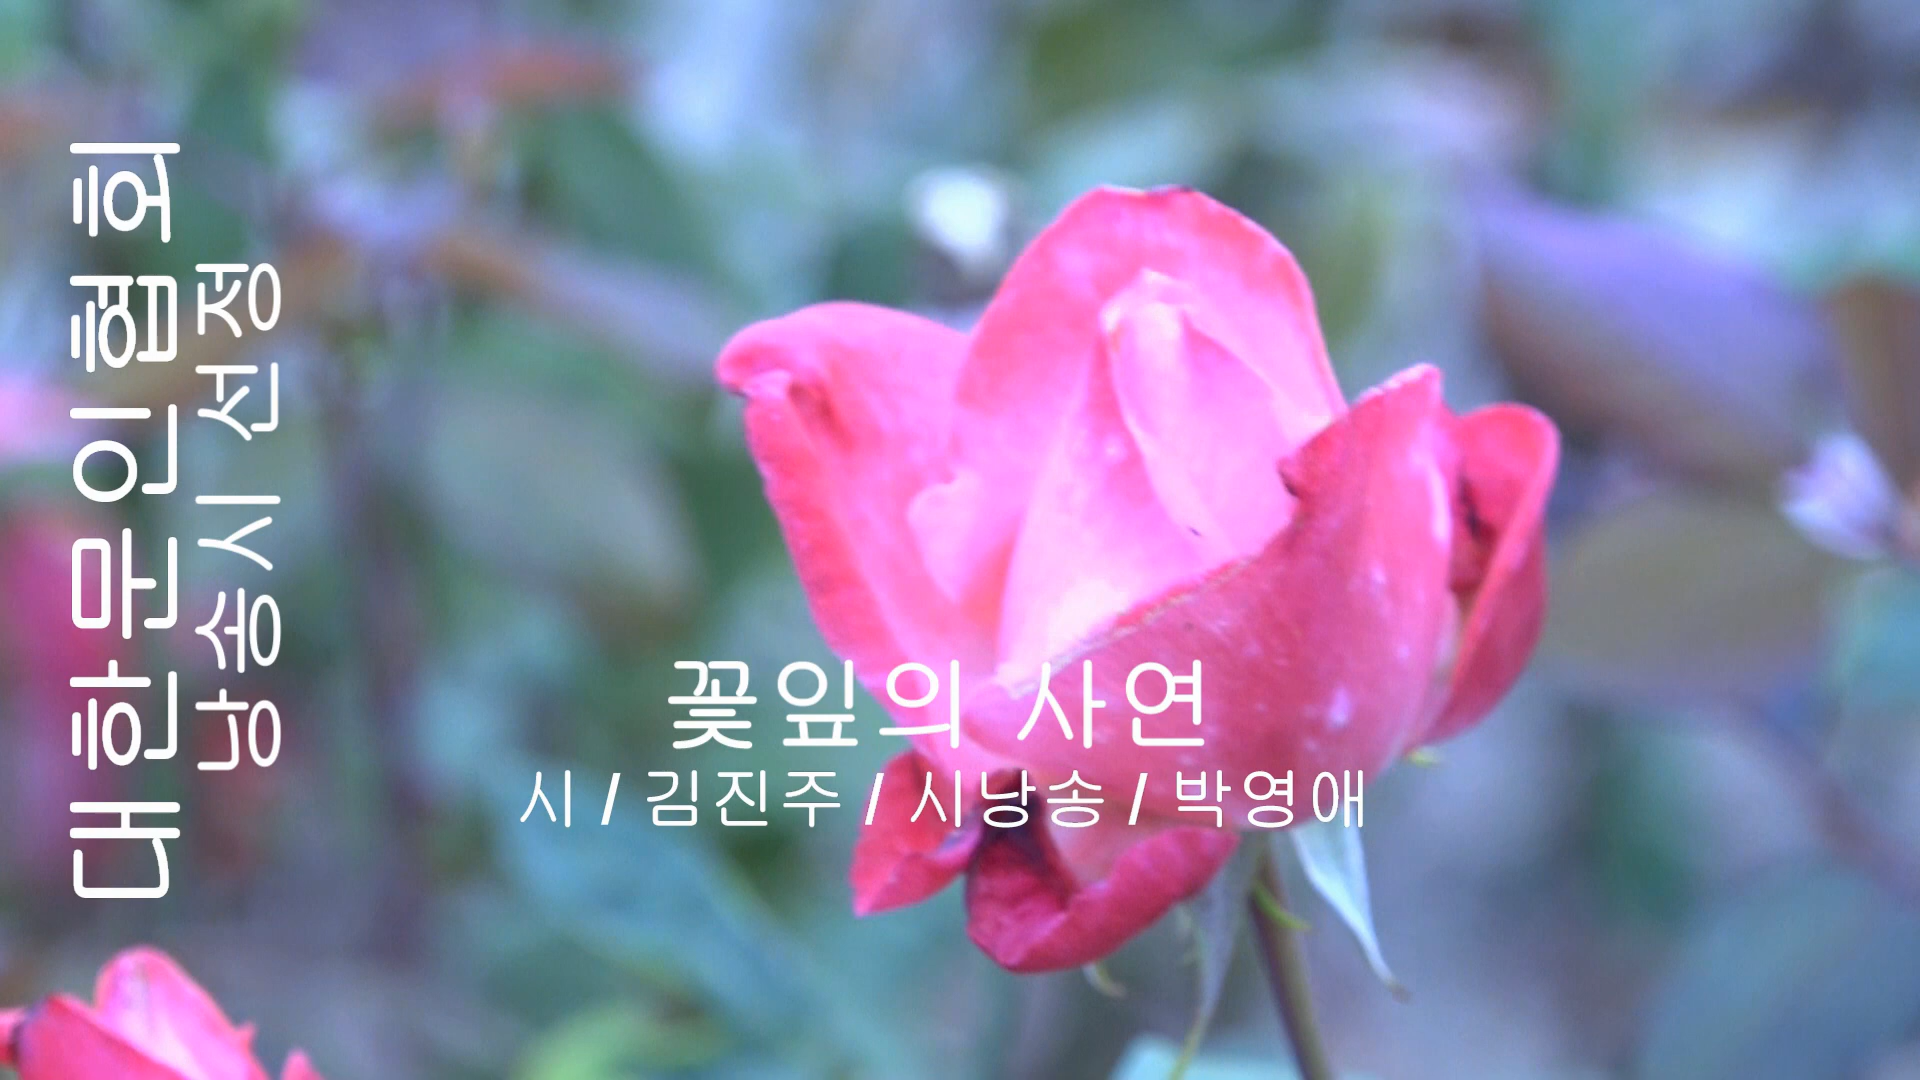 대한문인협회
낭송시 선정
꽃잎의 사연
시 / 김진주 / 시낭송 / 박영애